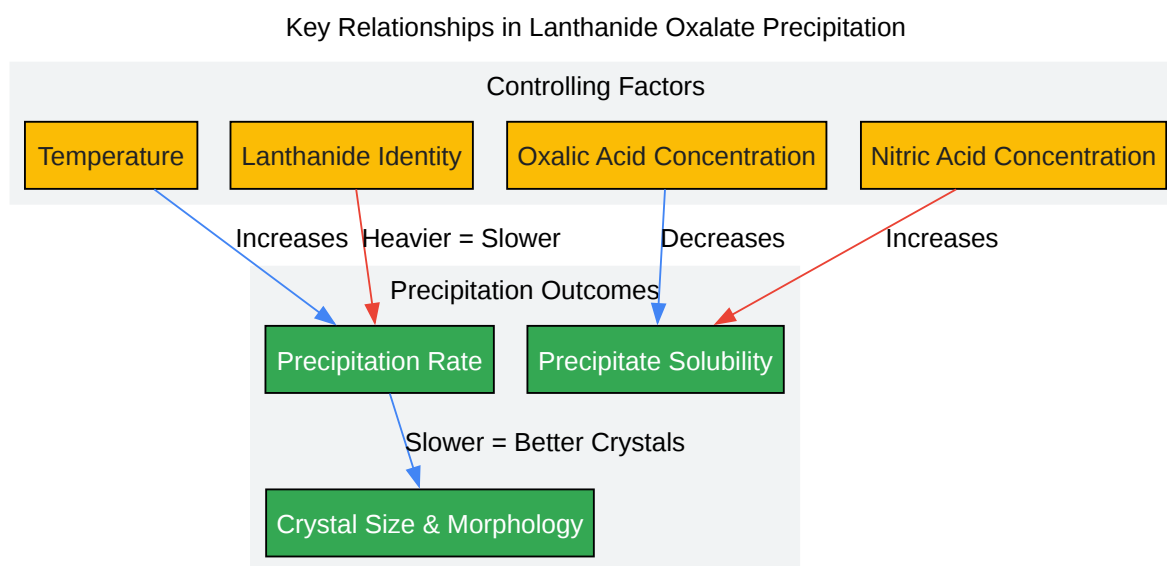 Key Relationships in Lanthanide Oxalate Precipitation
Controlling Factors
Temperature
Lanthanide Identity
Oxalic Acid Concentration
Nitric Acid Concentration
Increases
Heavier = Slower
Decreases
Increases
Precipitation Outcomes
Precipitation Rate
Precipitate Solubility
Slower = Better Crystals
Crystal Size & Morphology